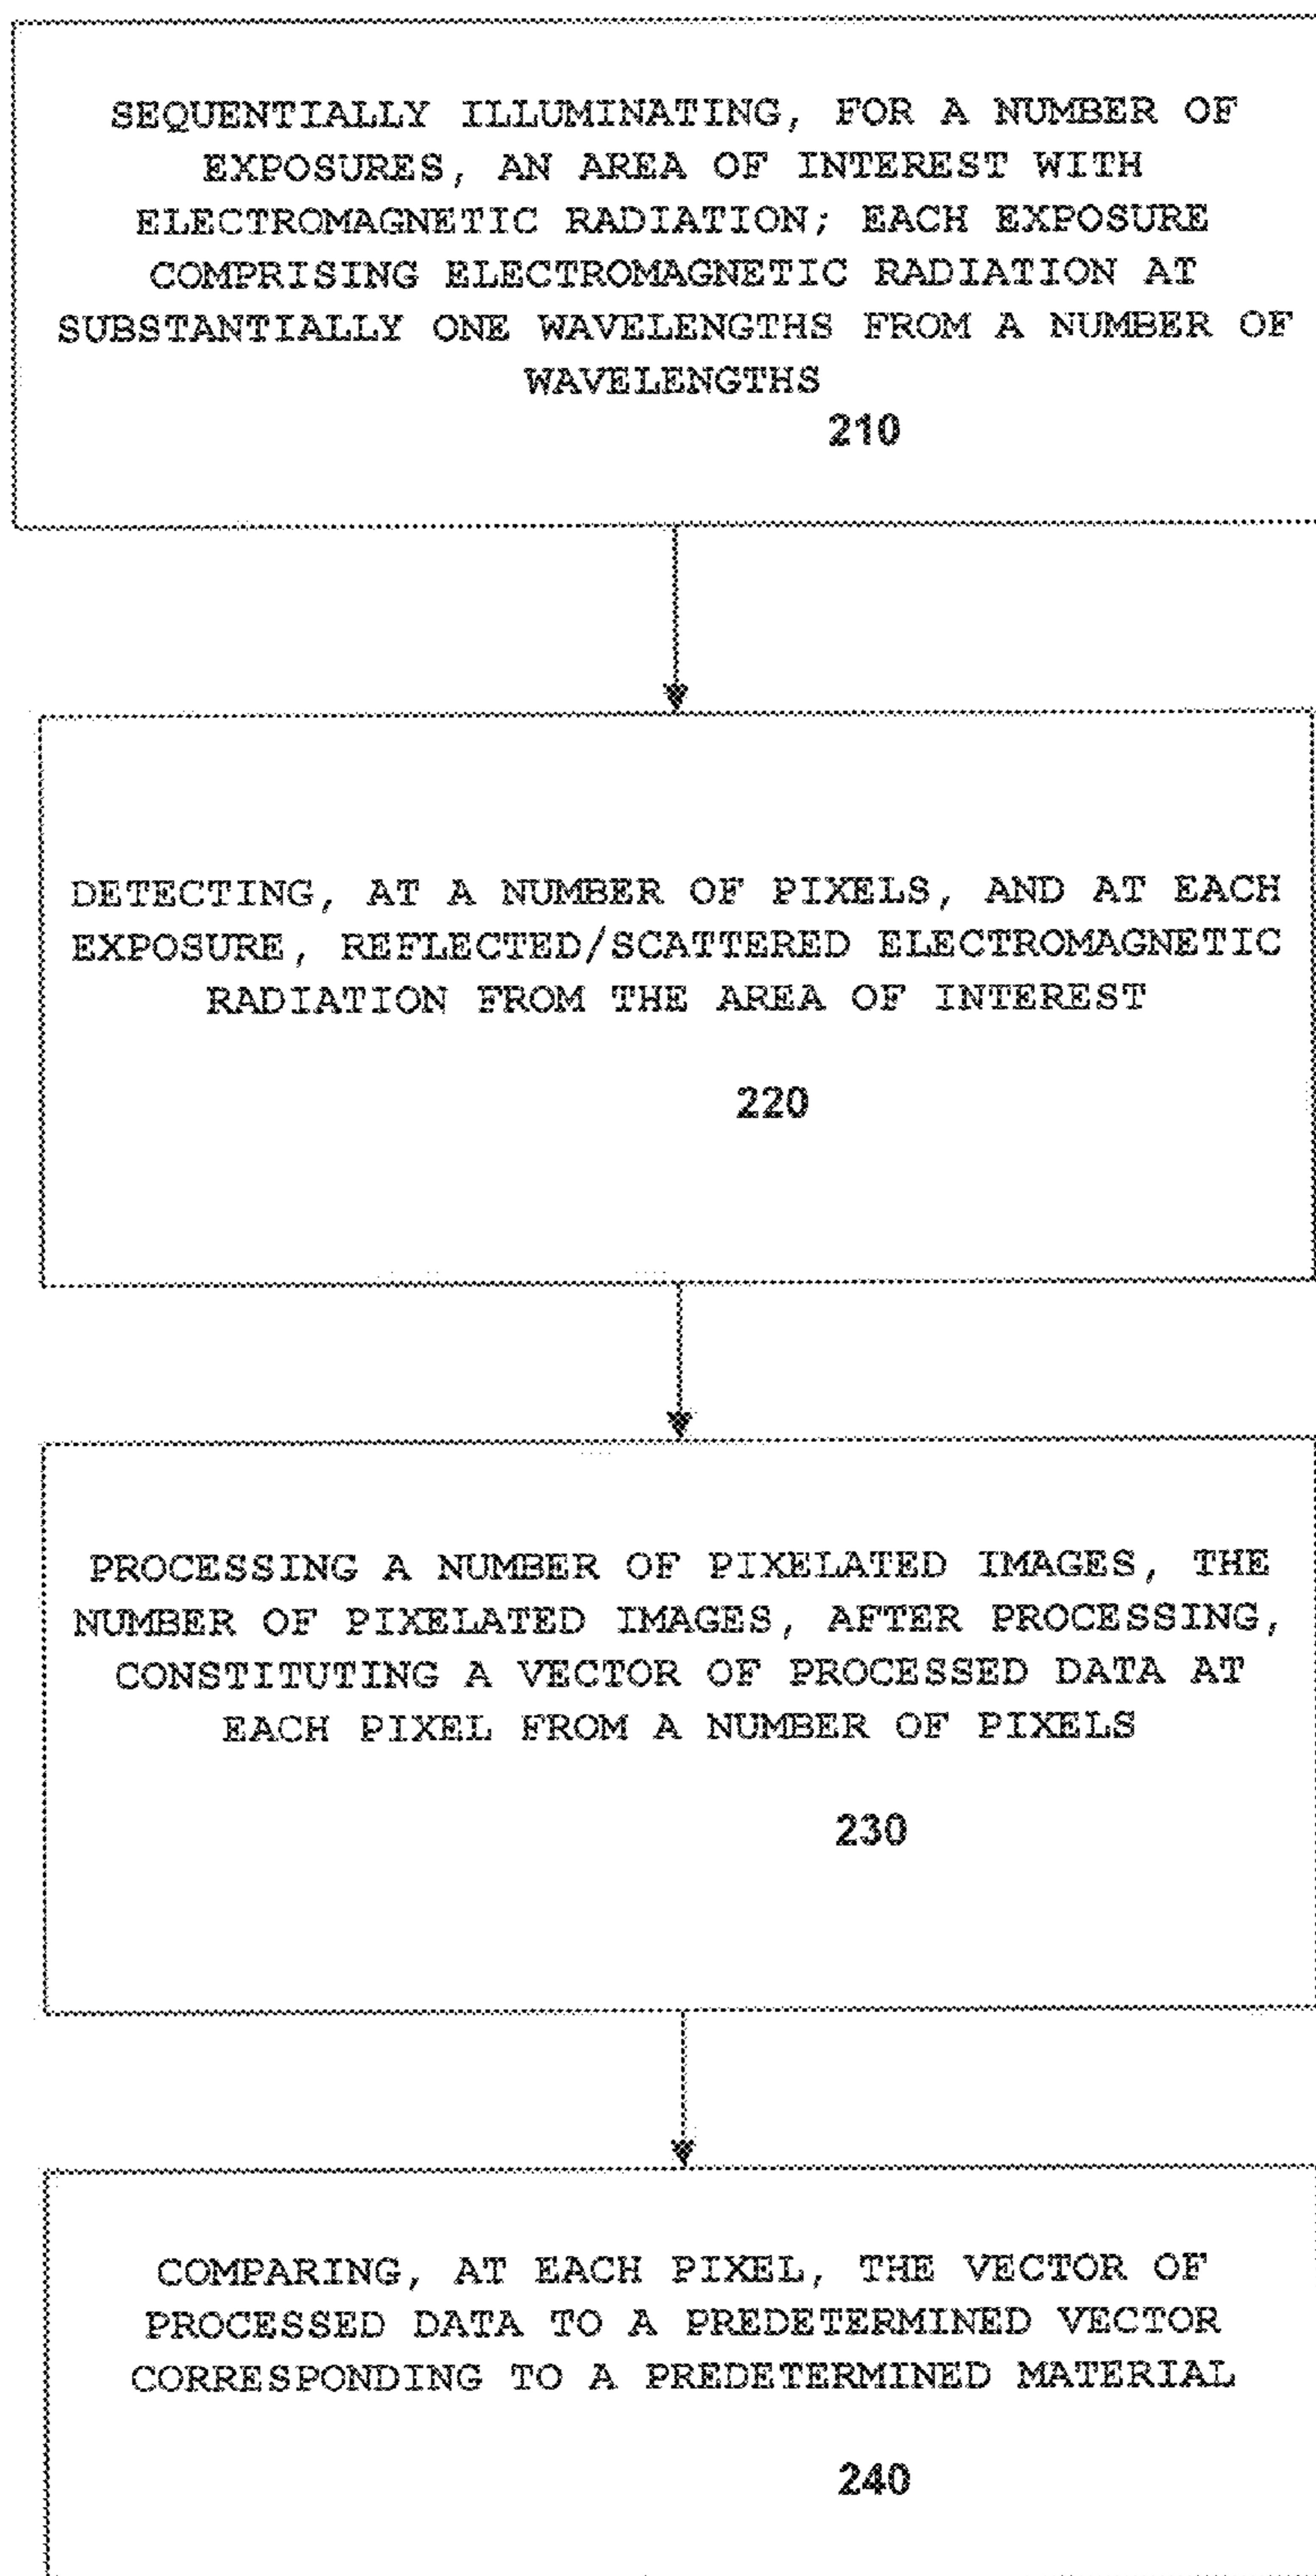 SEQUENTIALLY ILLUMINATING, FOR A NUMBER OF
EXPOSURES, AN AREA OF INTEREST WITH
ELECTROMAGNETIC RADIATION; EACH EXPOSURE
COMPRISING ELECTROMAGNETIC RADIATION AT
SUBSTANTIALLY ONE WAVELENGTHS FROM A NUMBER OF
WAVELENGTHS
210
DETECTING, AT A NUMBER OF PIXELS, AND AT EACH
EXPOSURE, REFLECTED/SCATTERED ELECTROMAGNETIC
RADIATION FROM THE AREA OF INTEREST
220
PROCESSING A NUMBER OF PIXELATED IMAGES, THE
NUMBER OF PIXELATED IMAGES, AFTER PROCESSING,
CONSTITUTING A VECTOR OF PROCESSED DATA AT
EACH PIXEL FROM A NUMBER OF PIXELS
230
COMPARING, AT EACH PIXEL, THE VECTOR OF
PROCESSED DATA TO A PREDETERMINED VECTOR
CORRESPONDING TO A PREDETERMINED MATERIAL
240